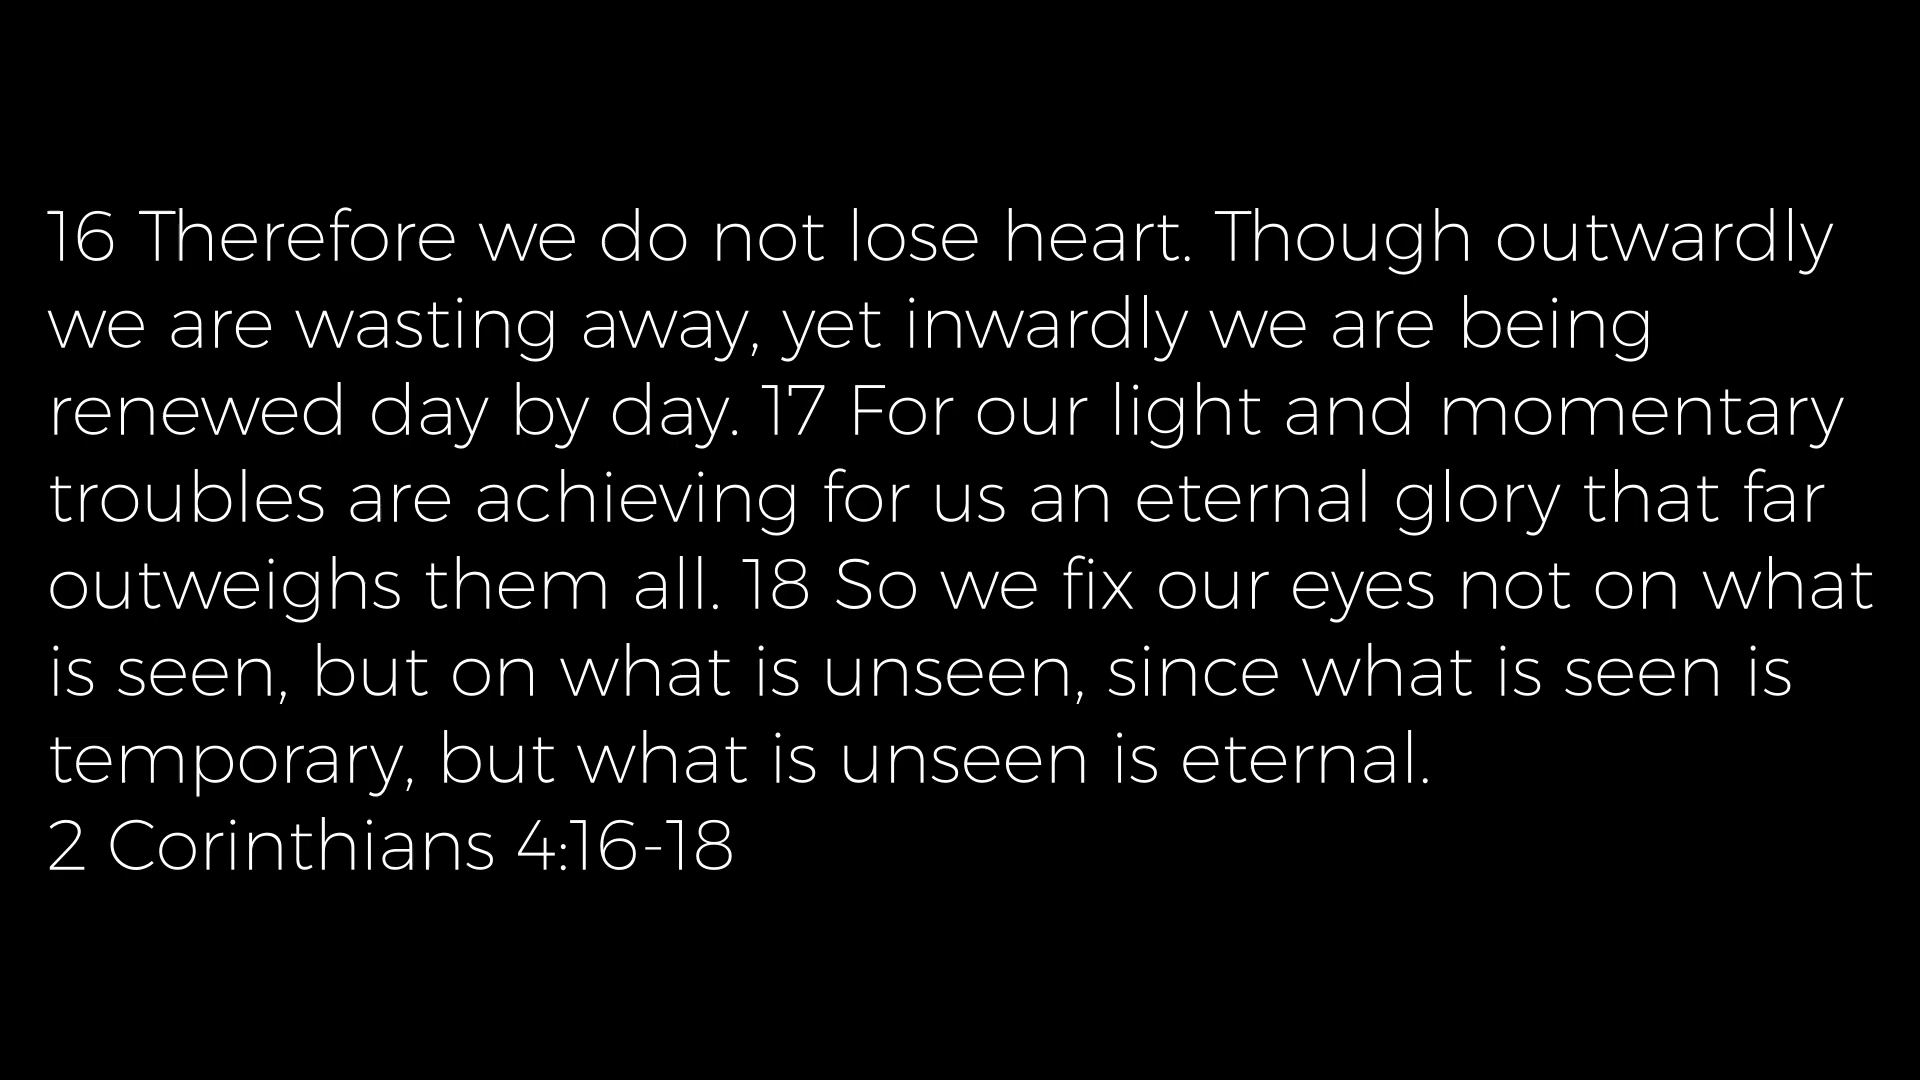 16 Therefore we do not lose heart. Though outwardly
we are wasting away, yet inwardly we are being
renewed day by day. 17 For our light and momentary
troubles are achieving for us an eternal glory that far
outweighs them all. 18 So we fix our eyes not on what
is seen, but on what is unseen, since what is seen is
temporary, but what is unseen is eternal.
2 Corinthians 4:16-18